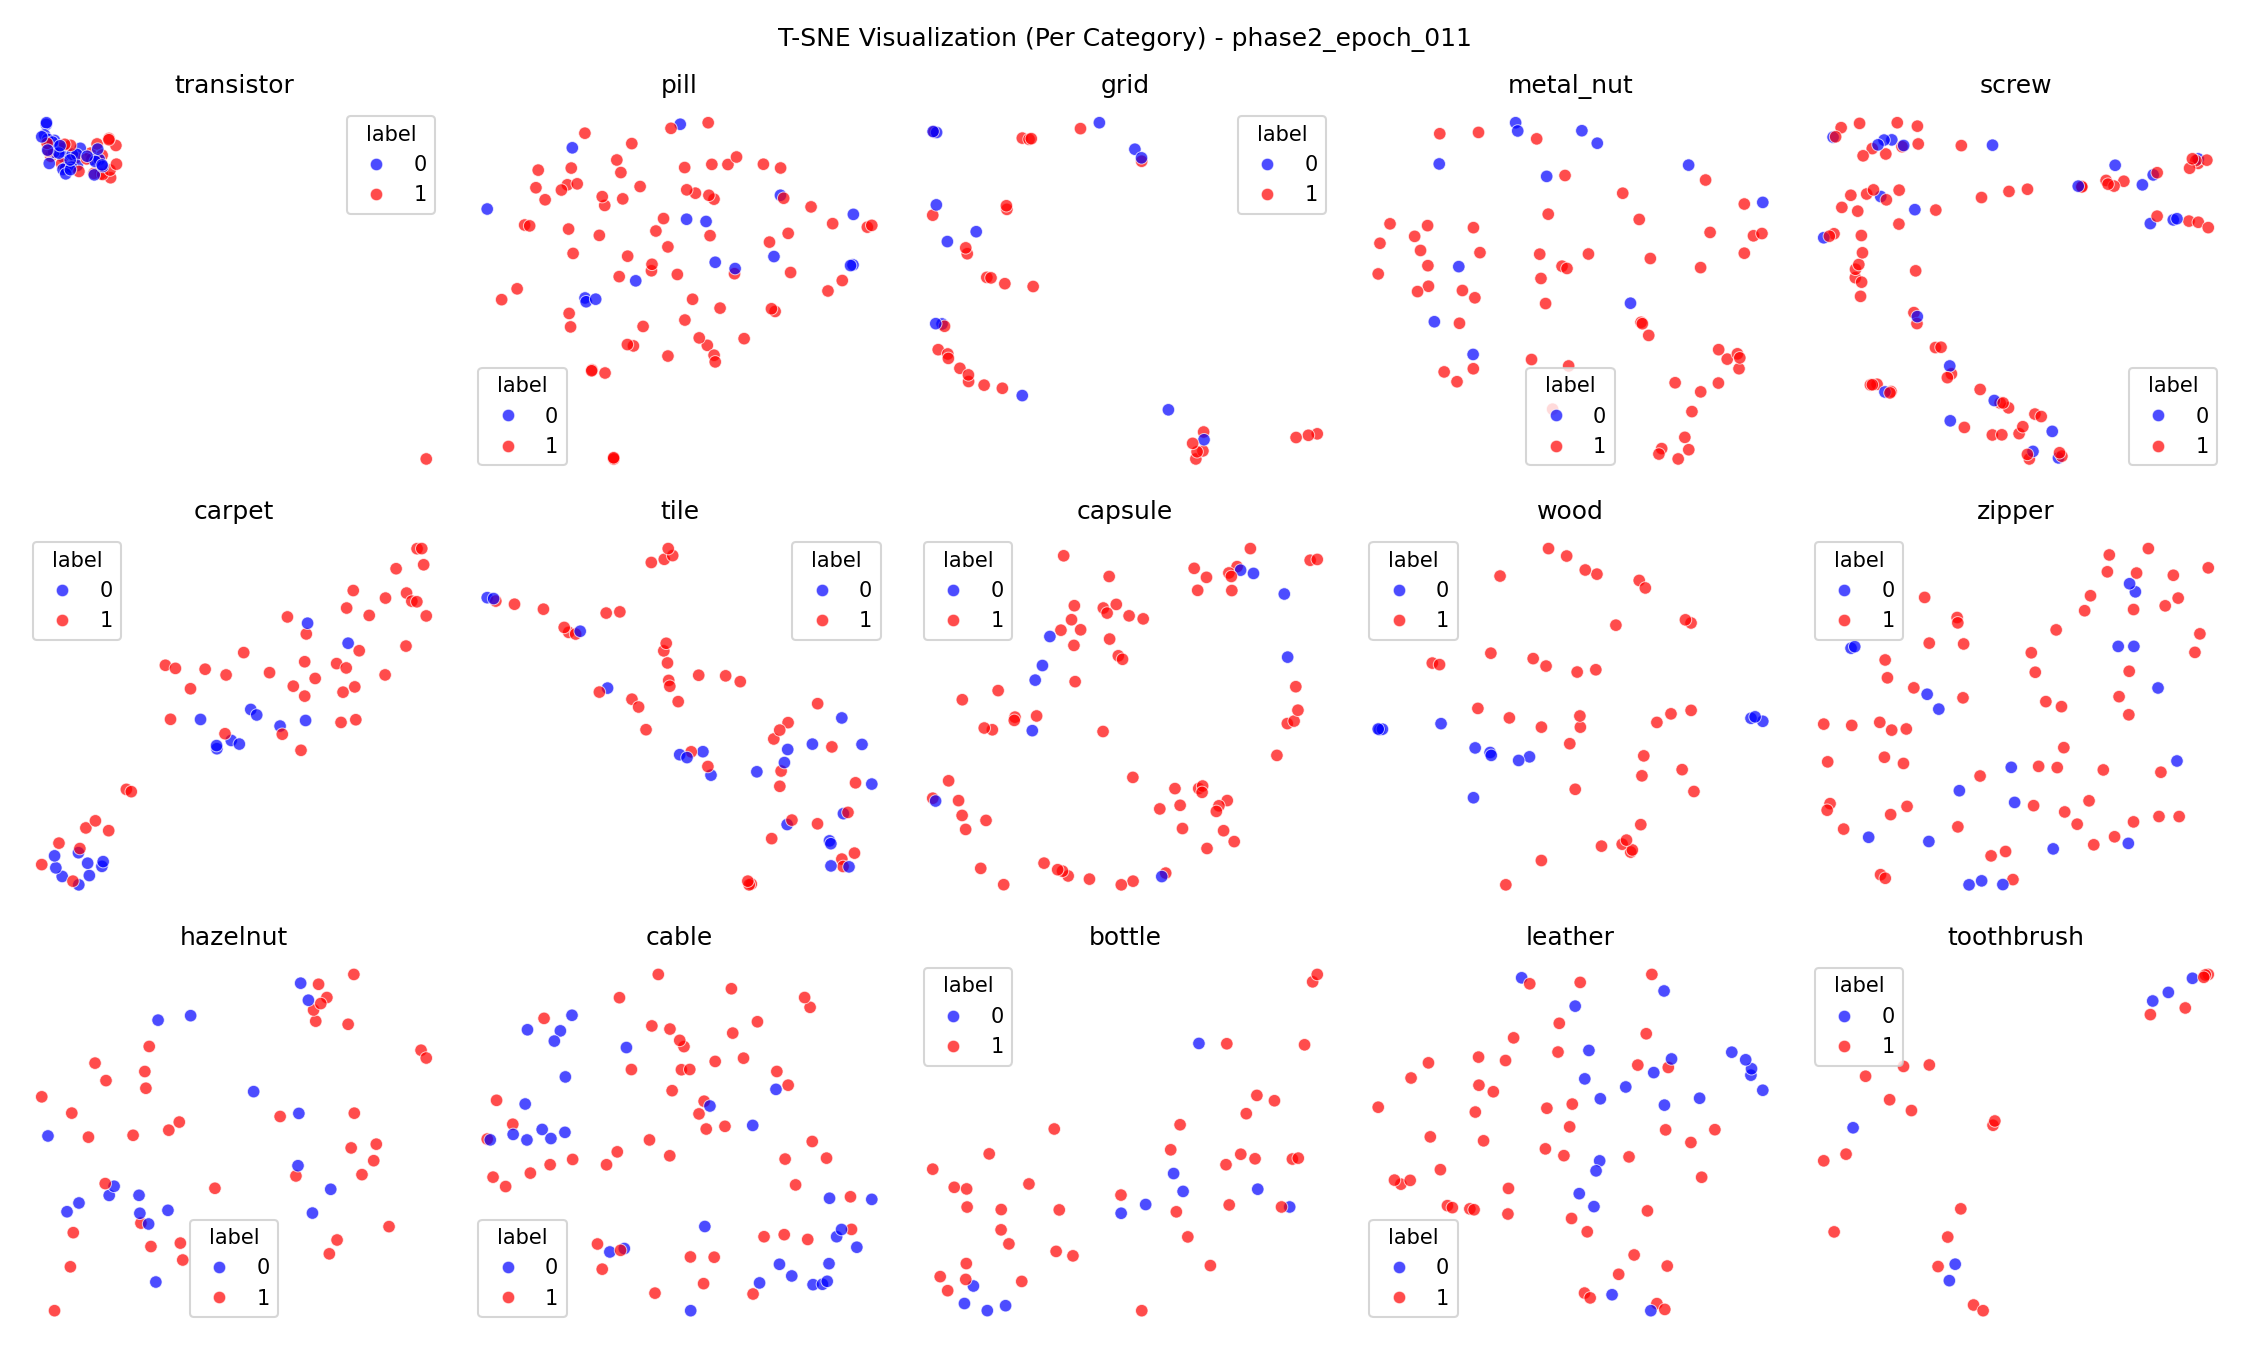 T-SNE Visualization (Per Category) - phase2_epoch_011
transistor
label
0
1
pill
label
0
1
grid
label
0
1
metal_nut
label
0
1
screw
label
0
1
carpet
label
0
1
tile
label
0
1
capsule
label
0
1
wood
label
0
1
zipper
label
0
1
hazelnut
label
0
1
cable
label
0
1
bottle
label
0
1
leather
label
0
1
toothbrush
label
0
1